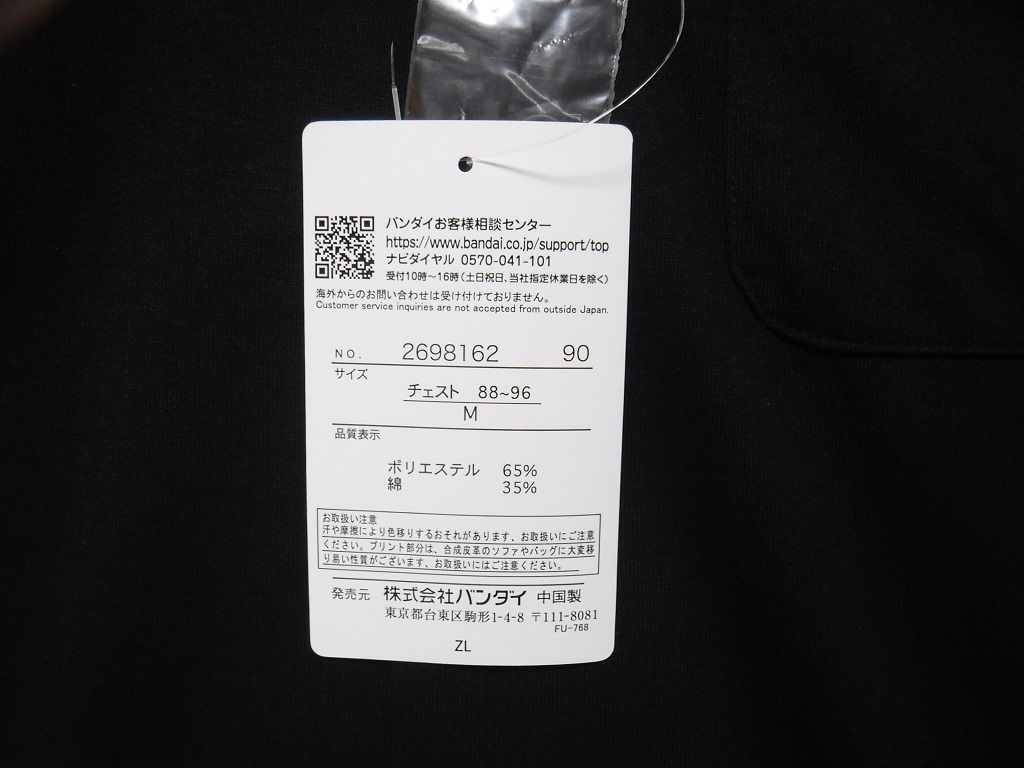 バンダイお客様相談センター
https://www.bandai.co.jp/support/top
ナビダイヤル 0570-041-101
受付10時～16時（土日祝日、当社指定休業日を除く）
海外からのお問い合わせは受け付けておりません。
Customer service inquiries are not accepted from outside Japan.
NO. 2698162 90
サイズ
チェスト 88~96
M
品質表示
ポリエステル 65%
綿 35%
お取扱い注意
汗や摩擦により色移りするおそれがあります、お取扱いにご注意
ください。プリント部分は、合成皮革のソファやバッグに大変移
り易い性質がございます、お取扱いにはご注意ください。
発売元 株式会社バンダイ 中国製
東京都台東区駒形1-4-8 〒111-8081
FU-768
ZL